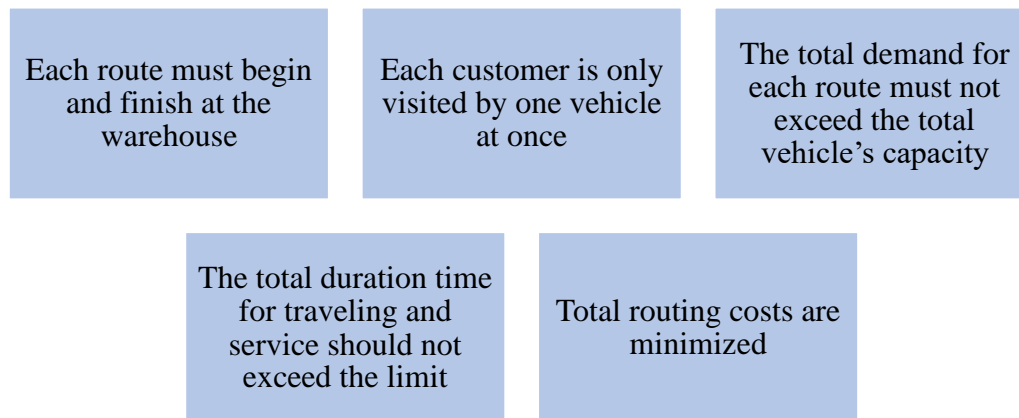 Each route must begin
and finish at the
warehouse
Each customer is only
visited by one vehicle
at once
The total demand for
each route must not
exceed the total
vehicle’s capacity
The total duration time
for traveling and
service should not
exceed the limit
Total routing costs are
minimized